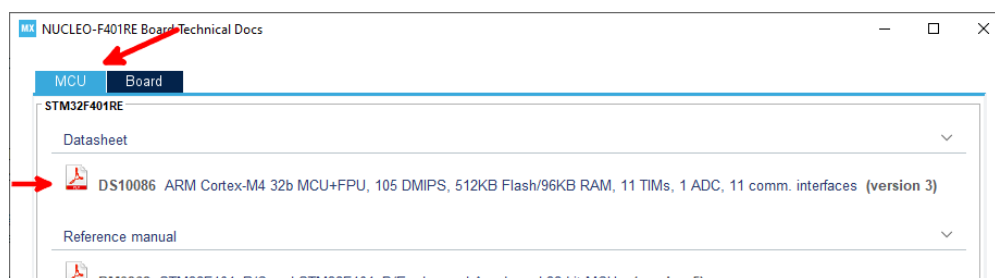 MX NUCLEO-F401RE Board Technical Docs
MCU Board
STM32F401RE
Datasheet
DS10086 ARM Cortex-M4 32b MCU+FPU, 105 DMIPS, 512KB Flash/96KB RAM, 11 TIMs, 1 ADC, 11 comm. interfaces (version 3)
Reference manual